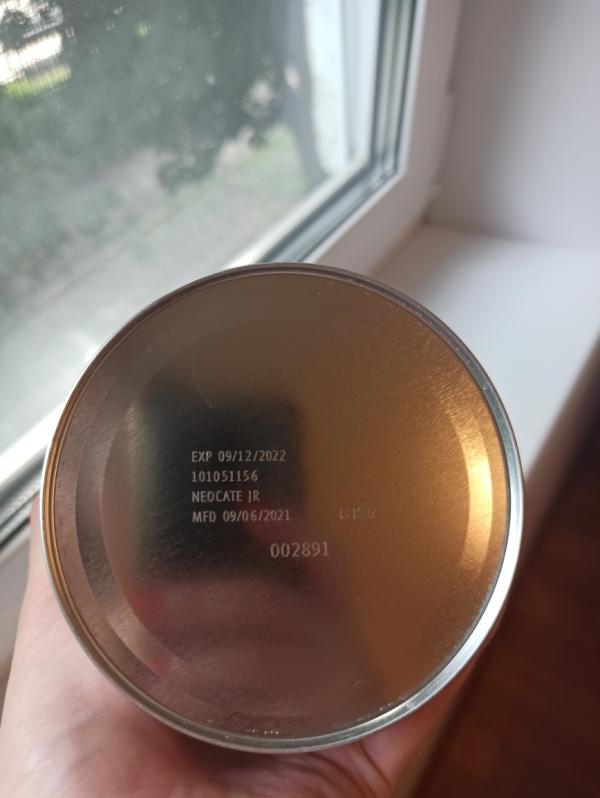 EXP 09/12/2022
101051156
NEOCATE JR
MFD 09/06/2021
002891